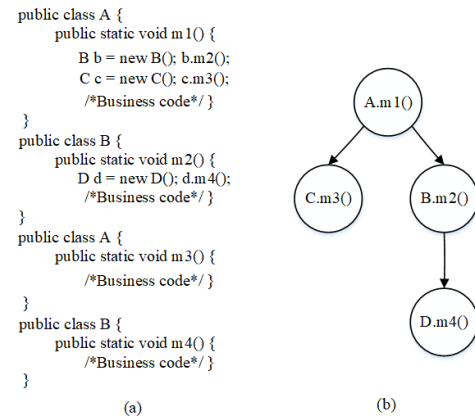 public class A {
public static void m1() {
B b = new B(); b.m2();
C c = new C(); c.m3();
/*Business code*/ }
}
public class B {
public static void m2() {
D d = new D(); d.m4();
/*Business code*/ }
}
public class A {
public static void m3() {
/*Business code*/ }
}
public class B {
public static void m4() {
/*Business code*/ }
}
(a)
A.m1()
C.m3()
B.m2()
D.m4()
(b)